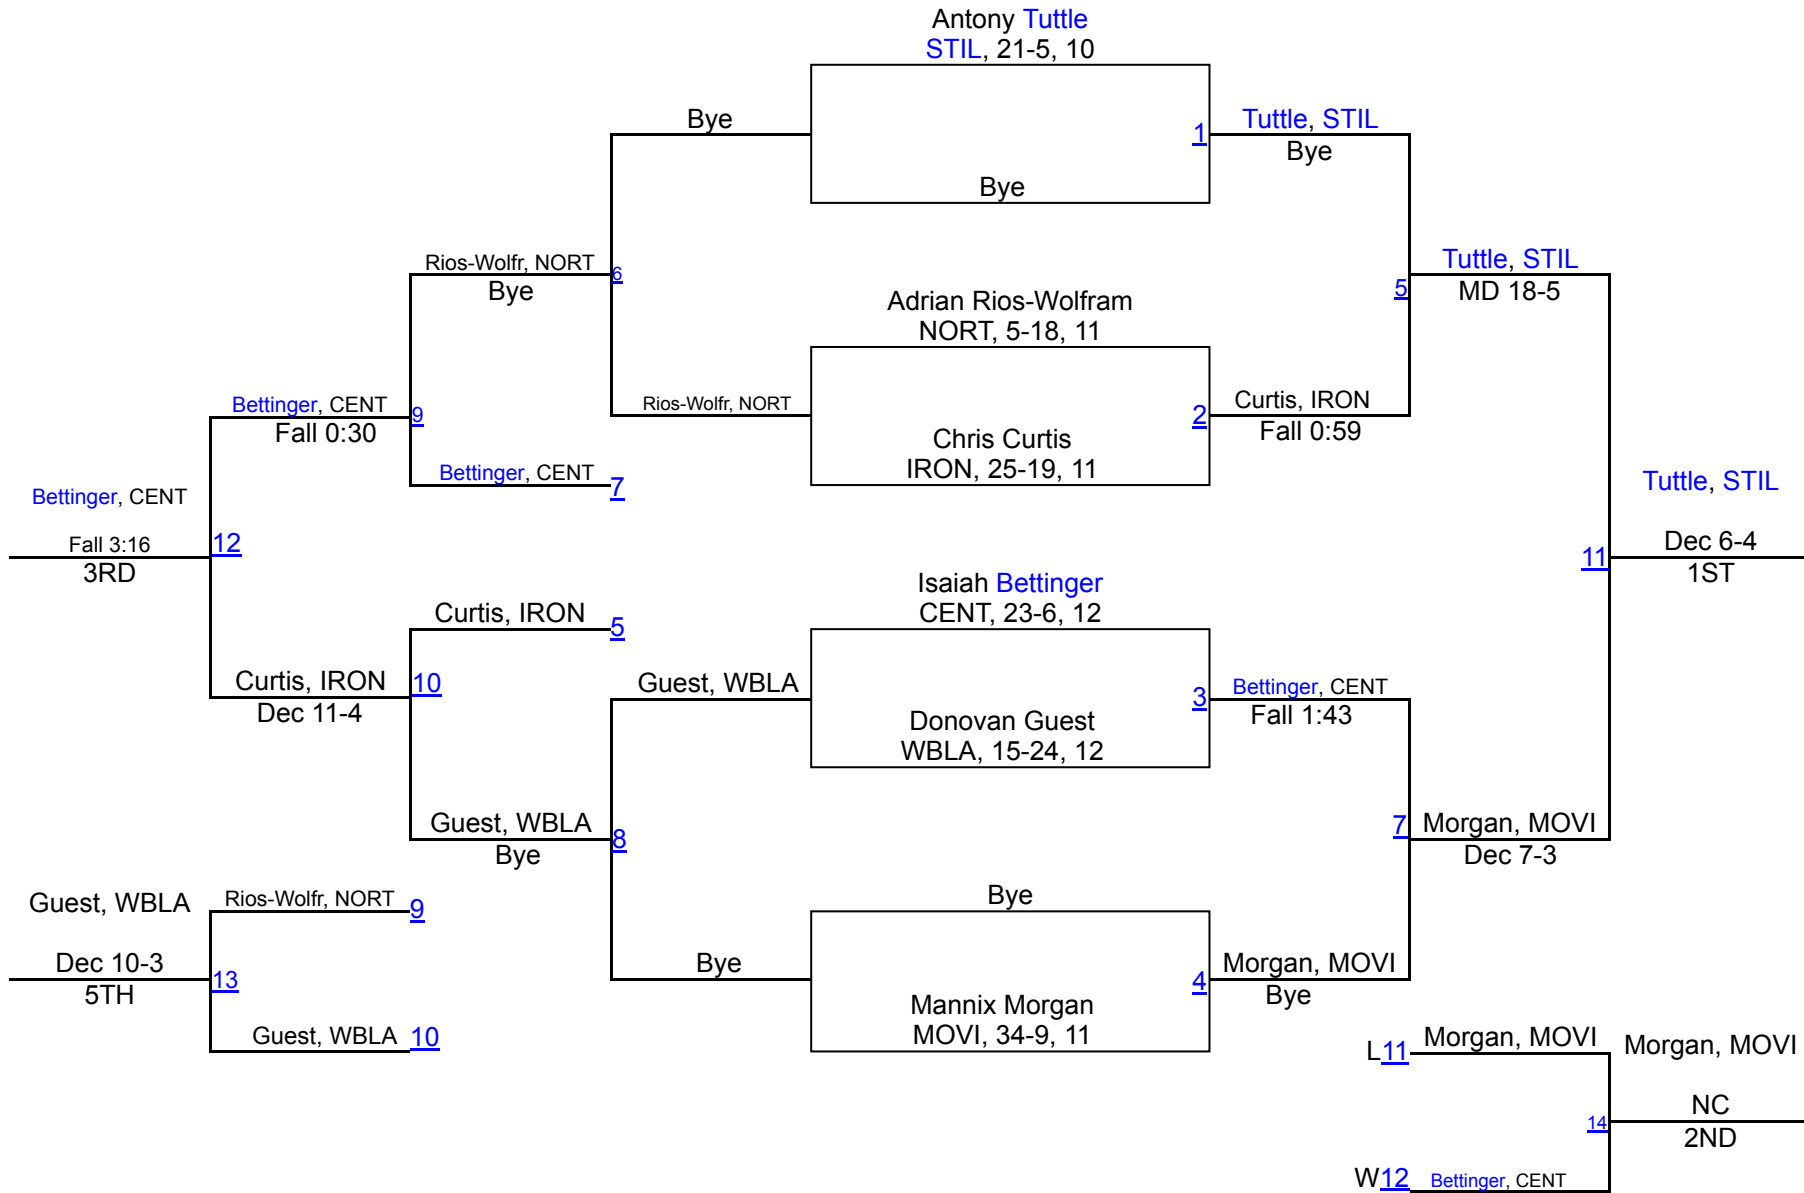 Antony Tuttle
STIL, 21-5, 10
Bye
1
Tuttle, STIL
Bye
Bye
Rios-Wolfr, NORT
6
Bye
Tuttle, STIL
5
MD 18-5
Adrian Rios-Wolfram
NORT, 5-18, 11
Bettinger, CENT
9
Fall 0:30
Rios-Wolfr, NORT
2
Curtis, IRON
Fall 0:59
Chris Curtis
IRON, 25-19, 11
Bettinger, CENT
7
Bettinger, CENT
Fall 3:16
3RD
12
Tuttle, STIL
Dec 6-4
1ST
11
Isaiah Bettinger
CENT, 23-6, 12
Curtis, IRON
5
Curtis, IRON
10
Dec 11-4
Guest, WBLA
3
Bettinger, CENT
Fall 1:43
Donovan Guest
WBLA, 15-24, 12
Guest, WBLA
8
Bye
7
Morgan, MOVI
Dec 7-3
Guest, WBLA
Rios-Wolfr, NORT
9
Bye
Dec 10-3
5TH
13
Bye
4
Morgan, MOVI
Bye
Mannix Morgan
MOVI, 34-9, 11
Guest, WBLA
10
L11
Morgan, MOVI
Morgan, MOVI
NC
2ND
14
W12
Bettinger, CENT